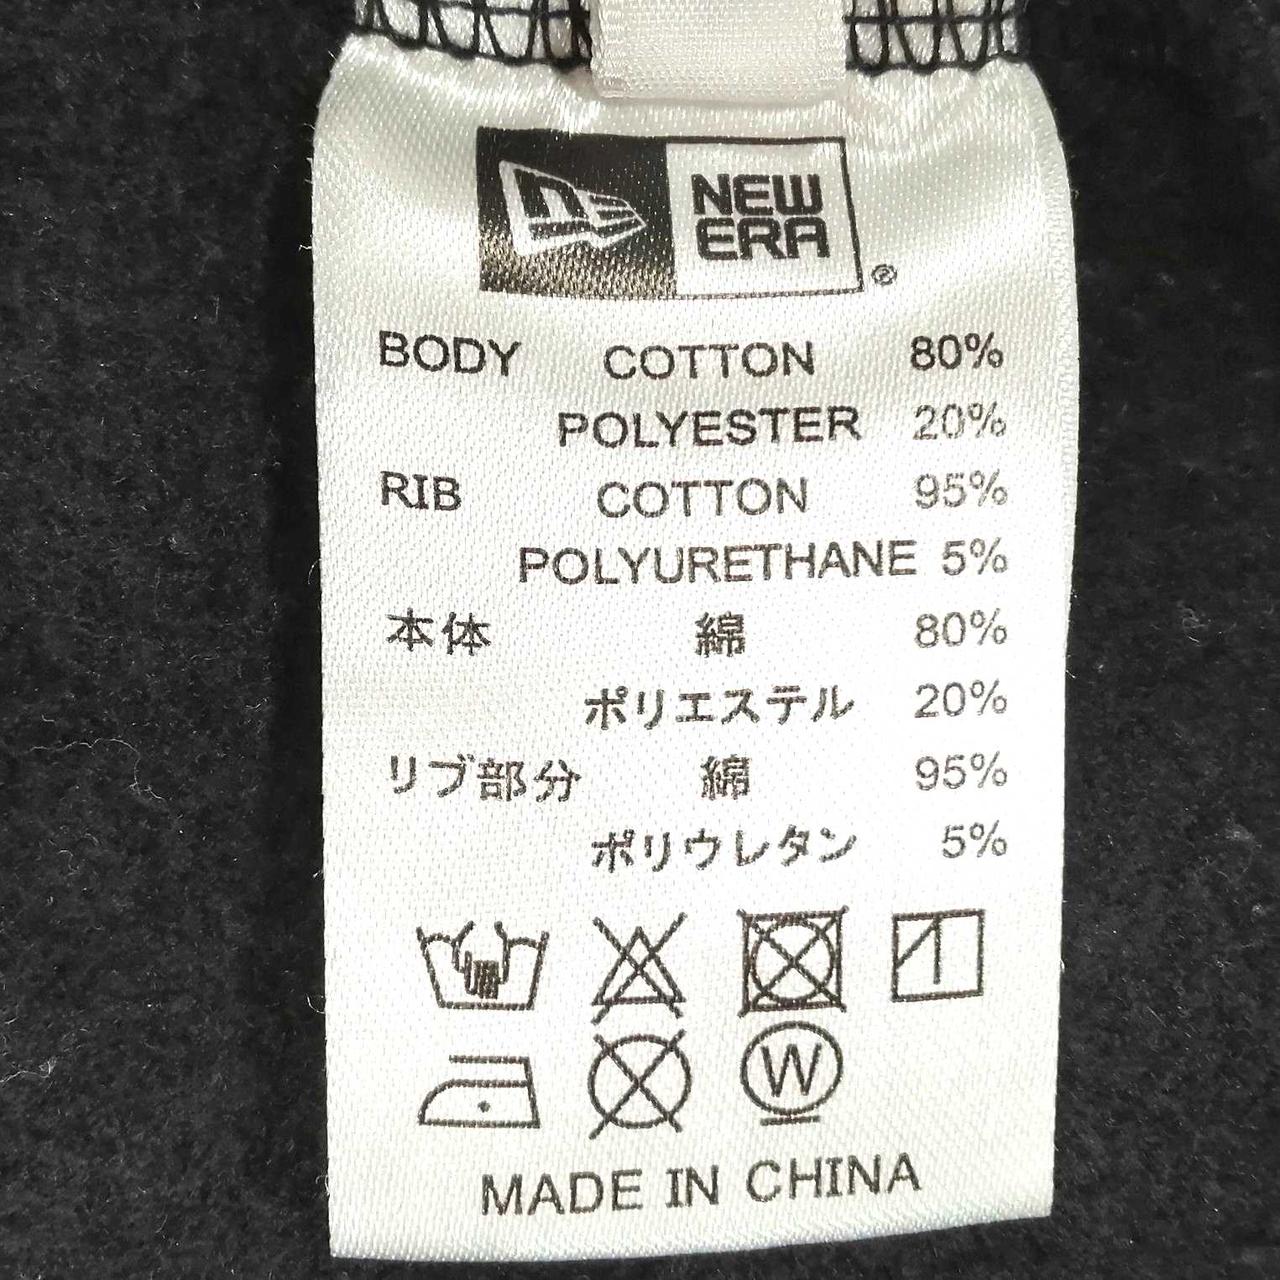 NEW
ERA
®
BODY COTTON 80%
POLYESTER 20%
RIB COTTON 95%
POLYURETHANE 5%
本体 綿 80%
ポリエステル 20%
リブ部分 綿 95%
ポリウレタン 5%
W
MADE IN CHINA